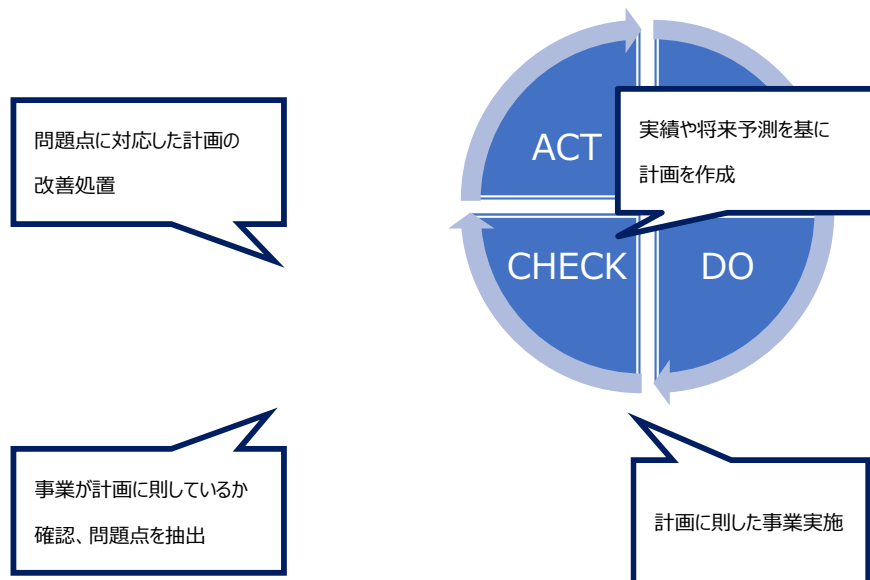 問題点に対応した計画の
改善処置
ACT
実績や将来予測を基に
計画を作成
CHECK
DO
事業が計画に則しているか
確認、問題点を抽出
計画に則した事業実施